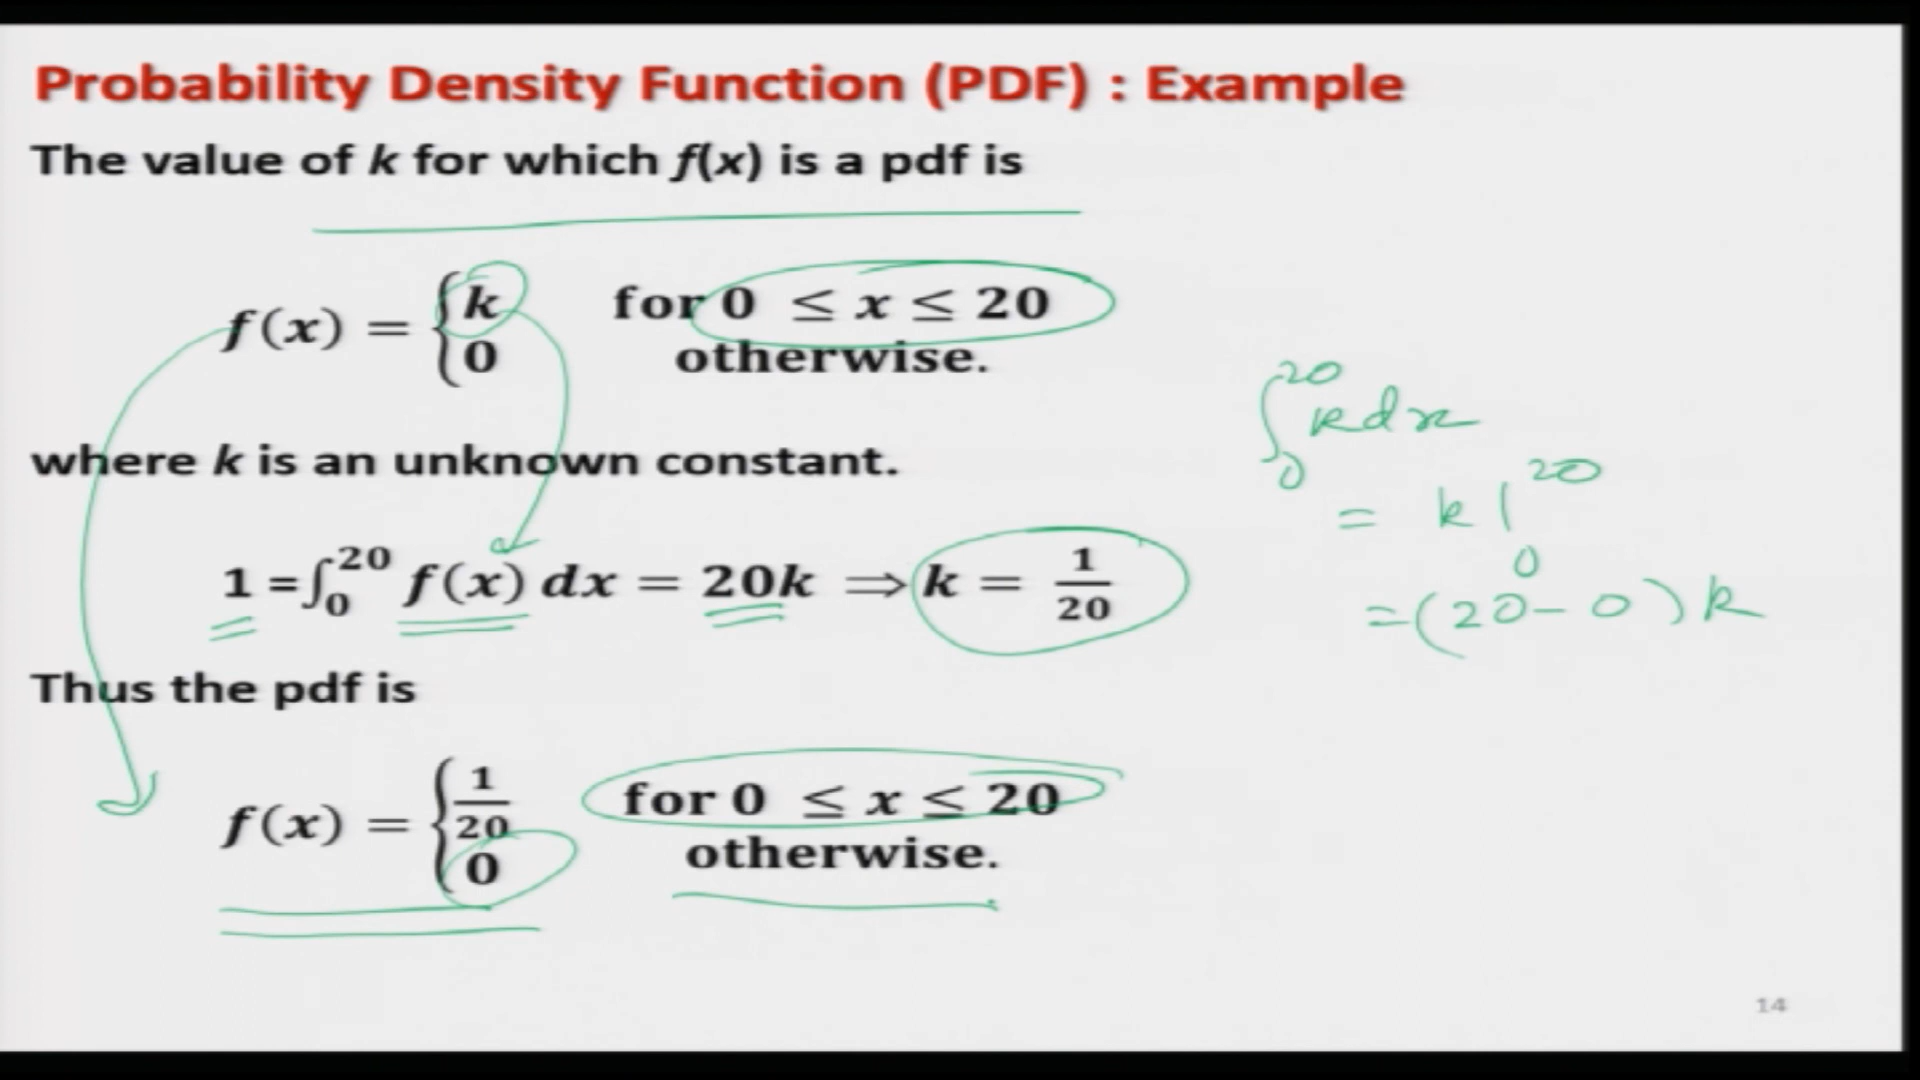 Probability Density Function (PDF) : Example
The value of k for which f(x) is a pdf is
f(x) = { k for 0 ≤ x ≤ 20
0 otherwise.
where k is an unknown constant.
1 = ∫₀²⁰ f(x) dx = 20k ⟹ k = 1/20
Thus the pdf is
f(x) = { 1/20 for 0 ≤ x ≤ 20
0 otherwise.
∫₀²⁰ k dx
= k |₀²⁰
= (20 - 0) k
14